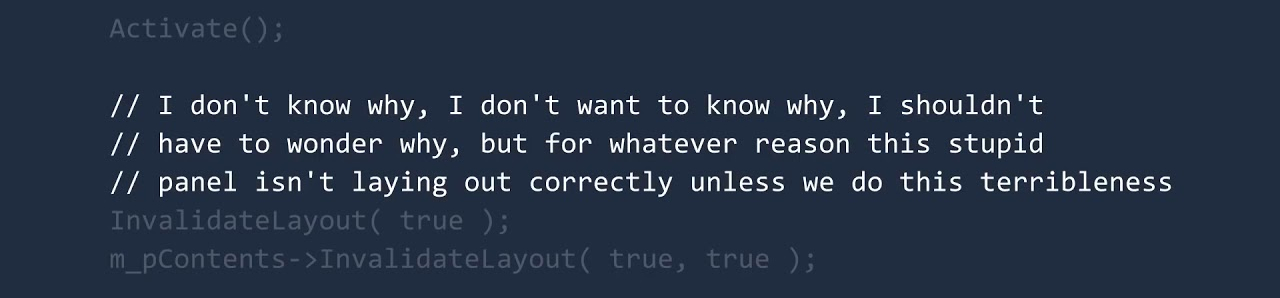 Activate();
// I don't know why, I don't want to know why, I shouldn't
// have to wonder why, but for whatever reason this stupid
// panel isn't laying out correctly unless we do this terribleness
InvalidateLayout( true );
m_pContents->InvalidateLayout( true, true );